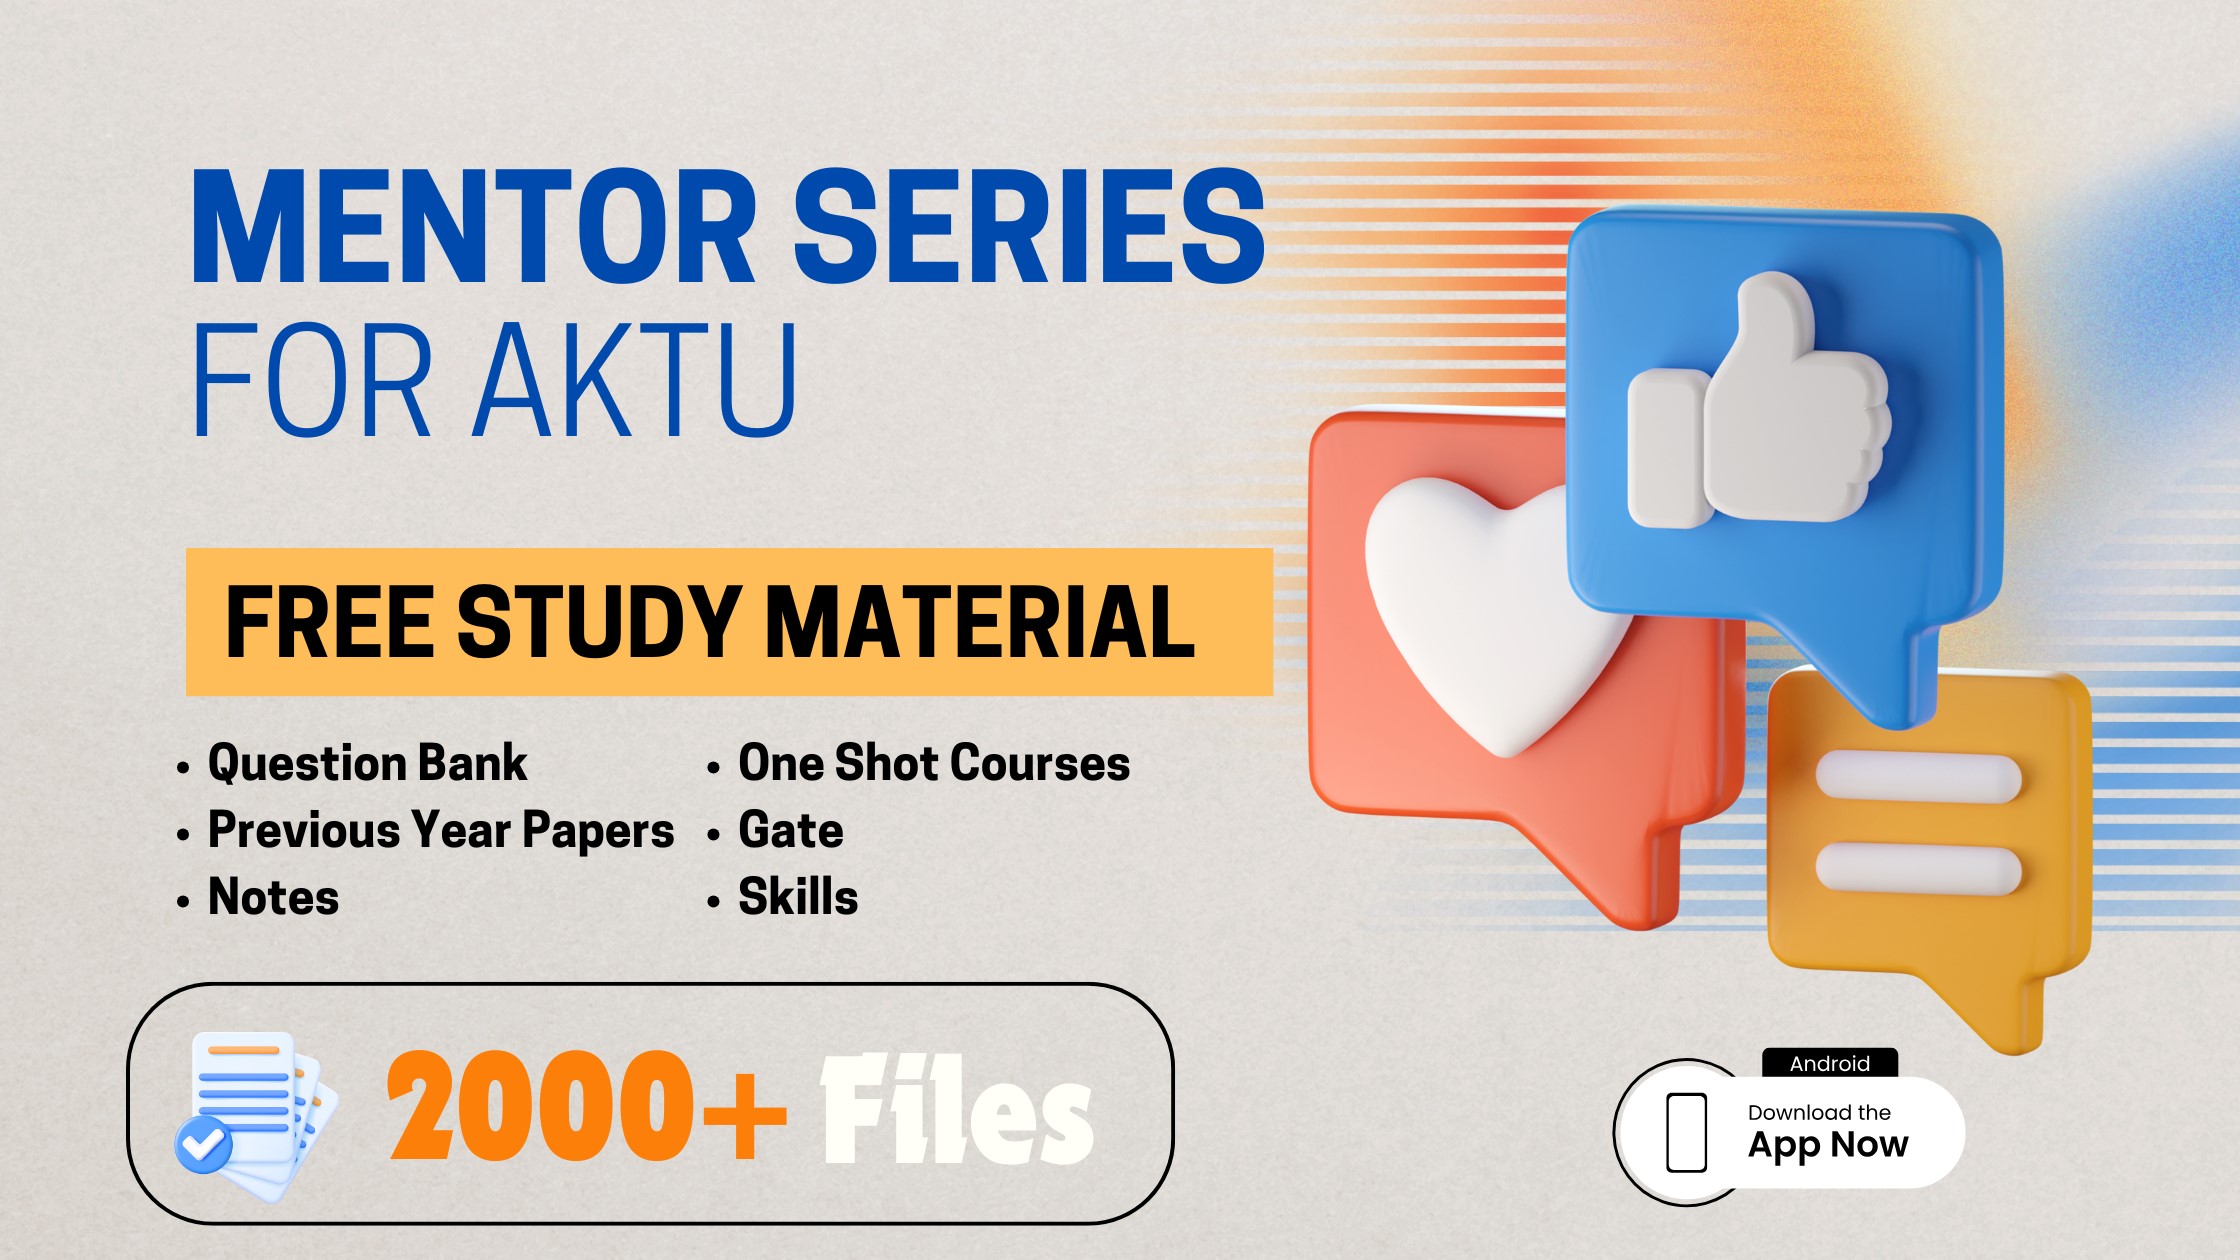 MENTOR SERIES
FOR AKTU
FREE STUDY MATERIAL
• Question Bank
• Previous Year Papers
• Notes
• One Shot Courses
• Gate
• Skills
2000+ Files
Android
Download the
App Now